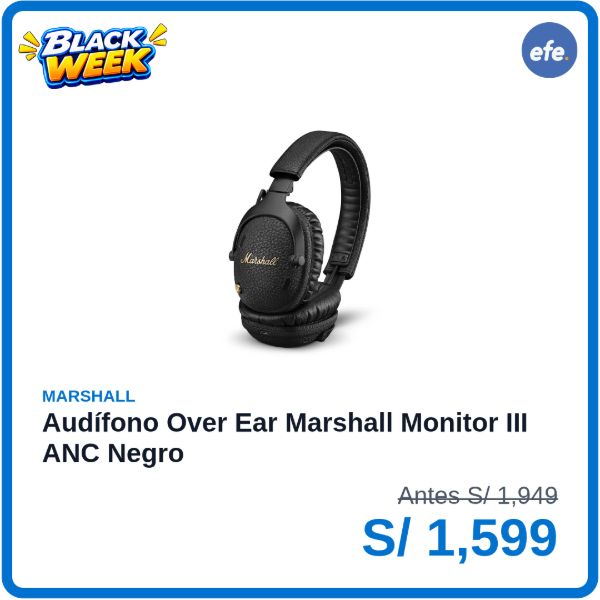 BLACK
WEEK
efe.
Marshall
MARSHALL
Audífono Over Ear Marshall Monitor III
ANC Negro
Antes S/ 1,949
S/ 1,599